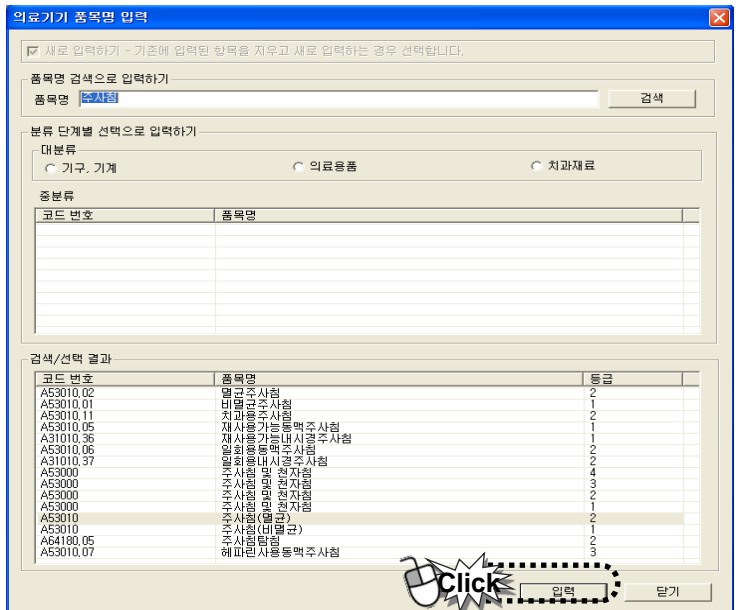 의료기기 품목명 입력
새로 입력하기 - 기존에 입력된 항목을 지우고 새로 입력하는 경우 선택합니다.
품목명 검색으로 입력하기
품목명 주사침 검색
분류 단계별 선택으로 입력하기
대분류
기구, 기계 의료용품 치과재료
중분류
코드 번호 품목명
검색/선택 결과
코드 번호 품목명 등급
A53010.02 멸균주사침 2
A53010.01 비멸균주사침 1
A53010.11 치과용주사침 2
A53010.05 재사용가능동맥주사침 1
A31010.36 재사용가능내시경주사침 1
A53010.06 일회용동맥주사침 2
A31010.37 일회용내시경주사침 2
A53000 주사침 및 천자침 4
A53000 주사침 및 천자침 3
A53000 주사침 및 천자침 2
A53000 주사침 및 천자침 1
A53010 주사침(멸균) 2
A53010 주사침(비멸균) 1
A64180.05 주사침탐침 2
A53010.07 헤파린사용동맥주사침 3
Click 입력 닫기